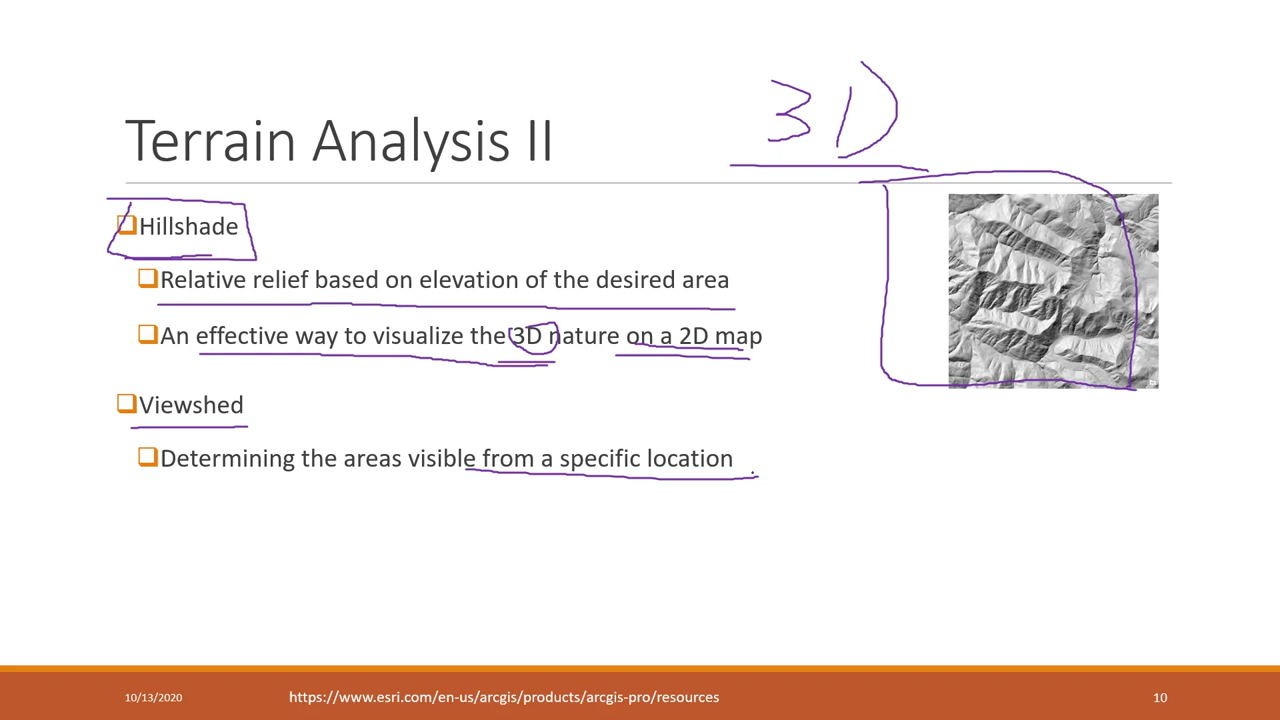 3D
Terrain Analysis II
Hillshade
Relative relief based on elevation of the desired area
An effective way to visualize the 3D nature on a 2D map
Viewshed
Determining the areas visible from a specific location
10/13/2020
https://www.esri.com/en-us/arcgis/products/arcgis-pro/resources
10